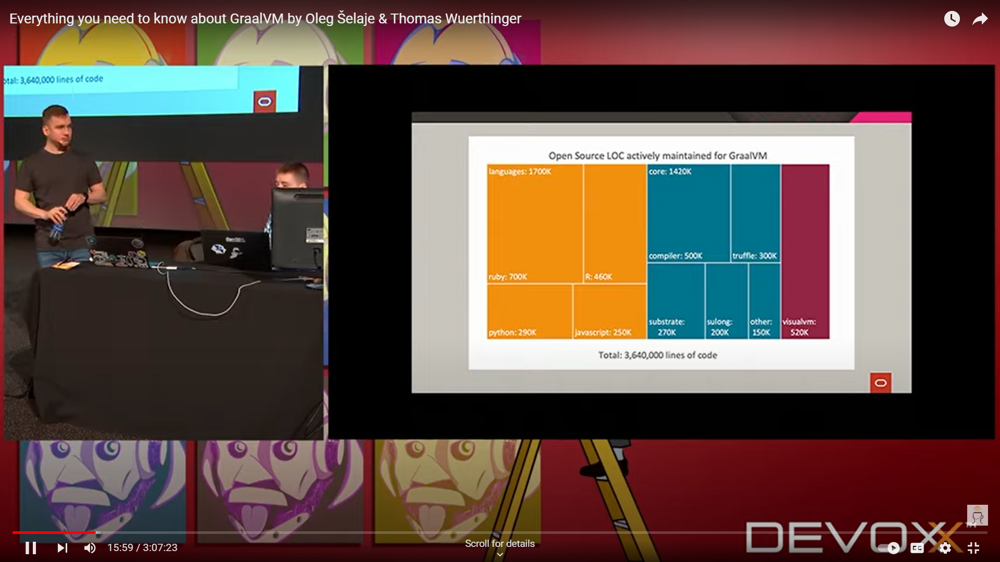 Everything you need to know about GraalVM by Oleg Šelaje & Thomas Wuerthinger
otal: 3,640,000 lines of code
Open Source LOC actively maintained for GraalVM
languages: 1700K
core: 1420K
compiler: 500K
truffle: 300K
ruby: 700K
R: 460K
substrate:
270K
sulong:
200K
other:
150K
visualvm:
520K
python: 290K
javascript: 250K
Total: 3,640,000 lines of code
DEVOXX™
15:59 / 3:07:23
Scroll for details
CC